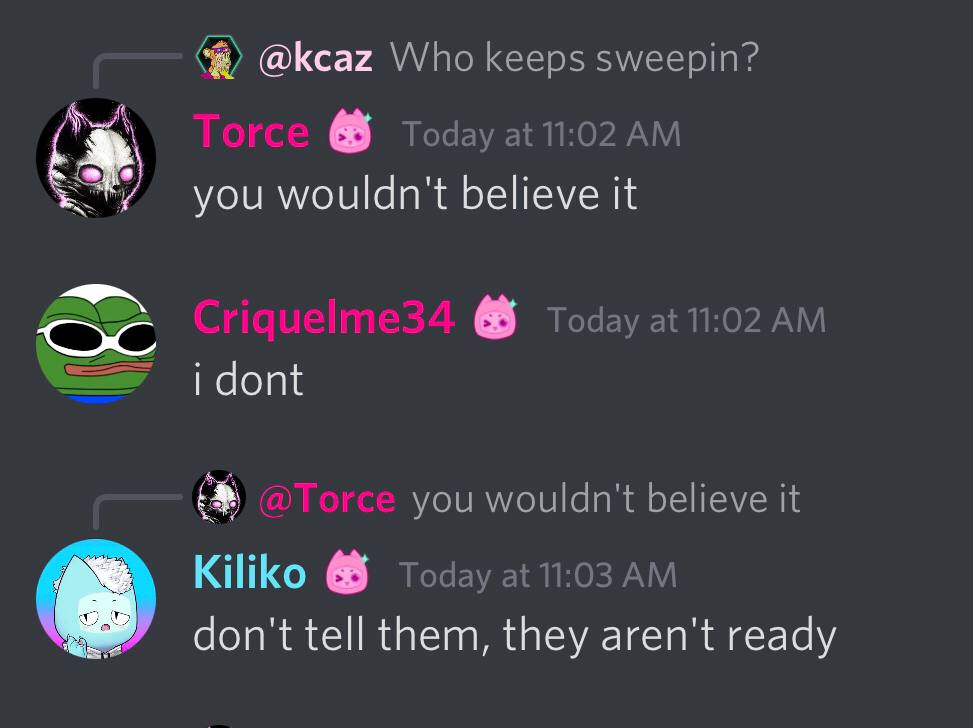 @kcaz Who keeps sweepin?
Torce Today at 11:02 AM
you wouldn't believe it
Criquelme34 Today at 11:02 AM
i dont
@Torce you wouldn't believe it
Kiliko Today at 11:03 AM
don't tell them, they aren't ready